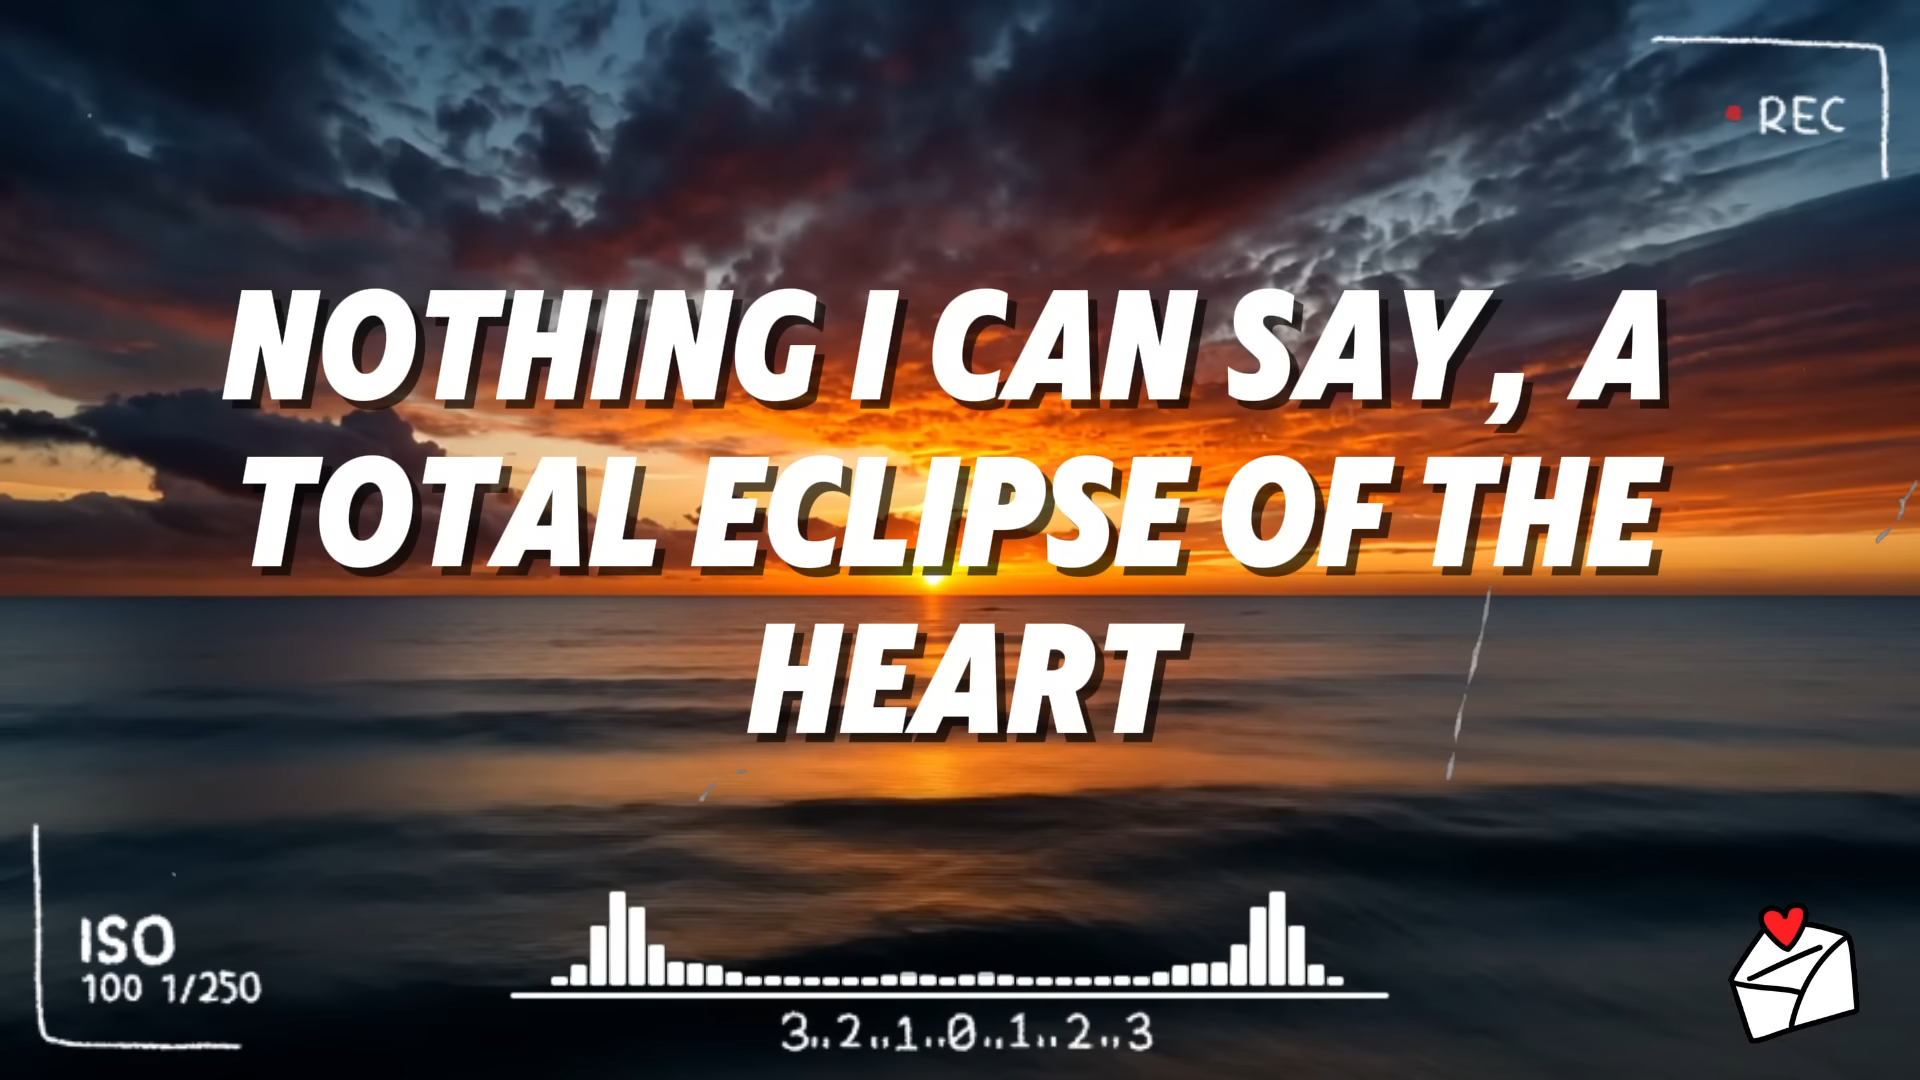 REC
NOTHING I CAN SAY, A
TOTAL ECLIPSE OF THE
HEART
ISO
100 1/250
3..2..1..0..1..2..3